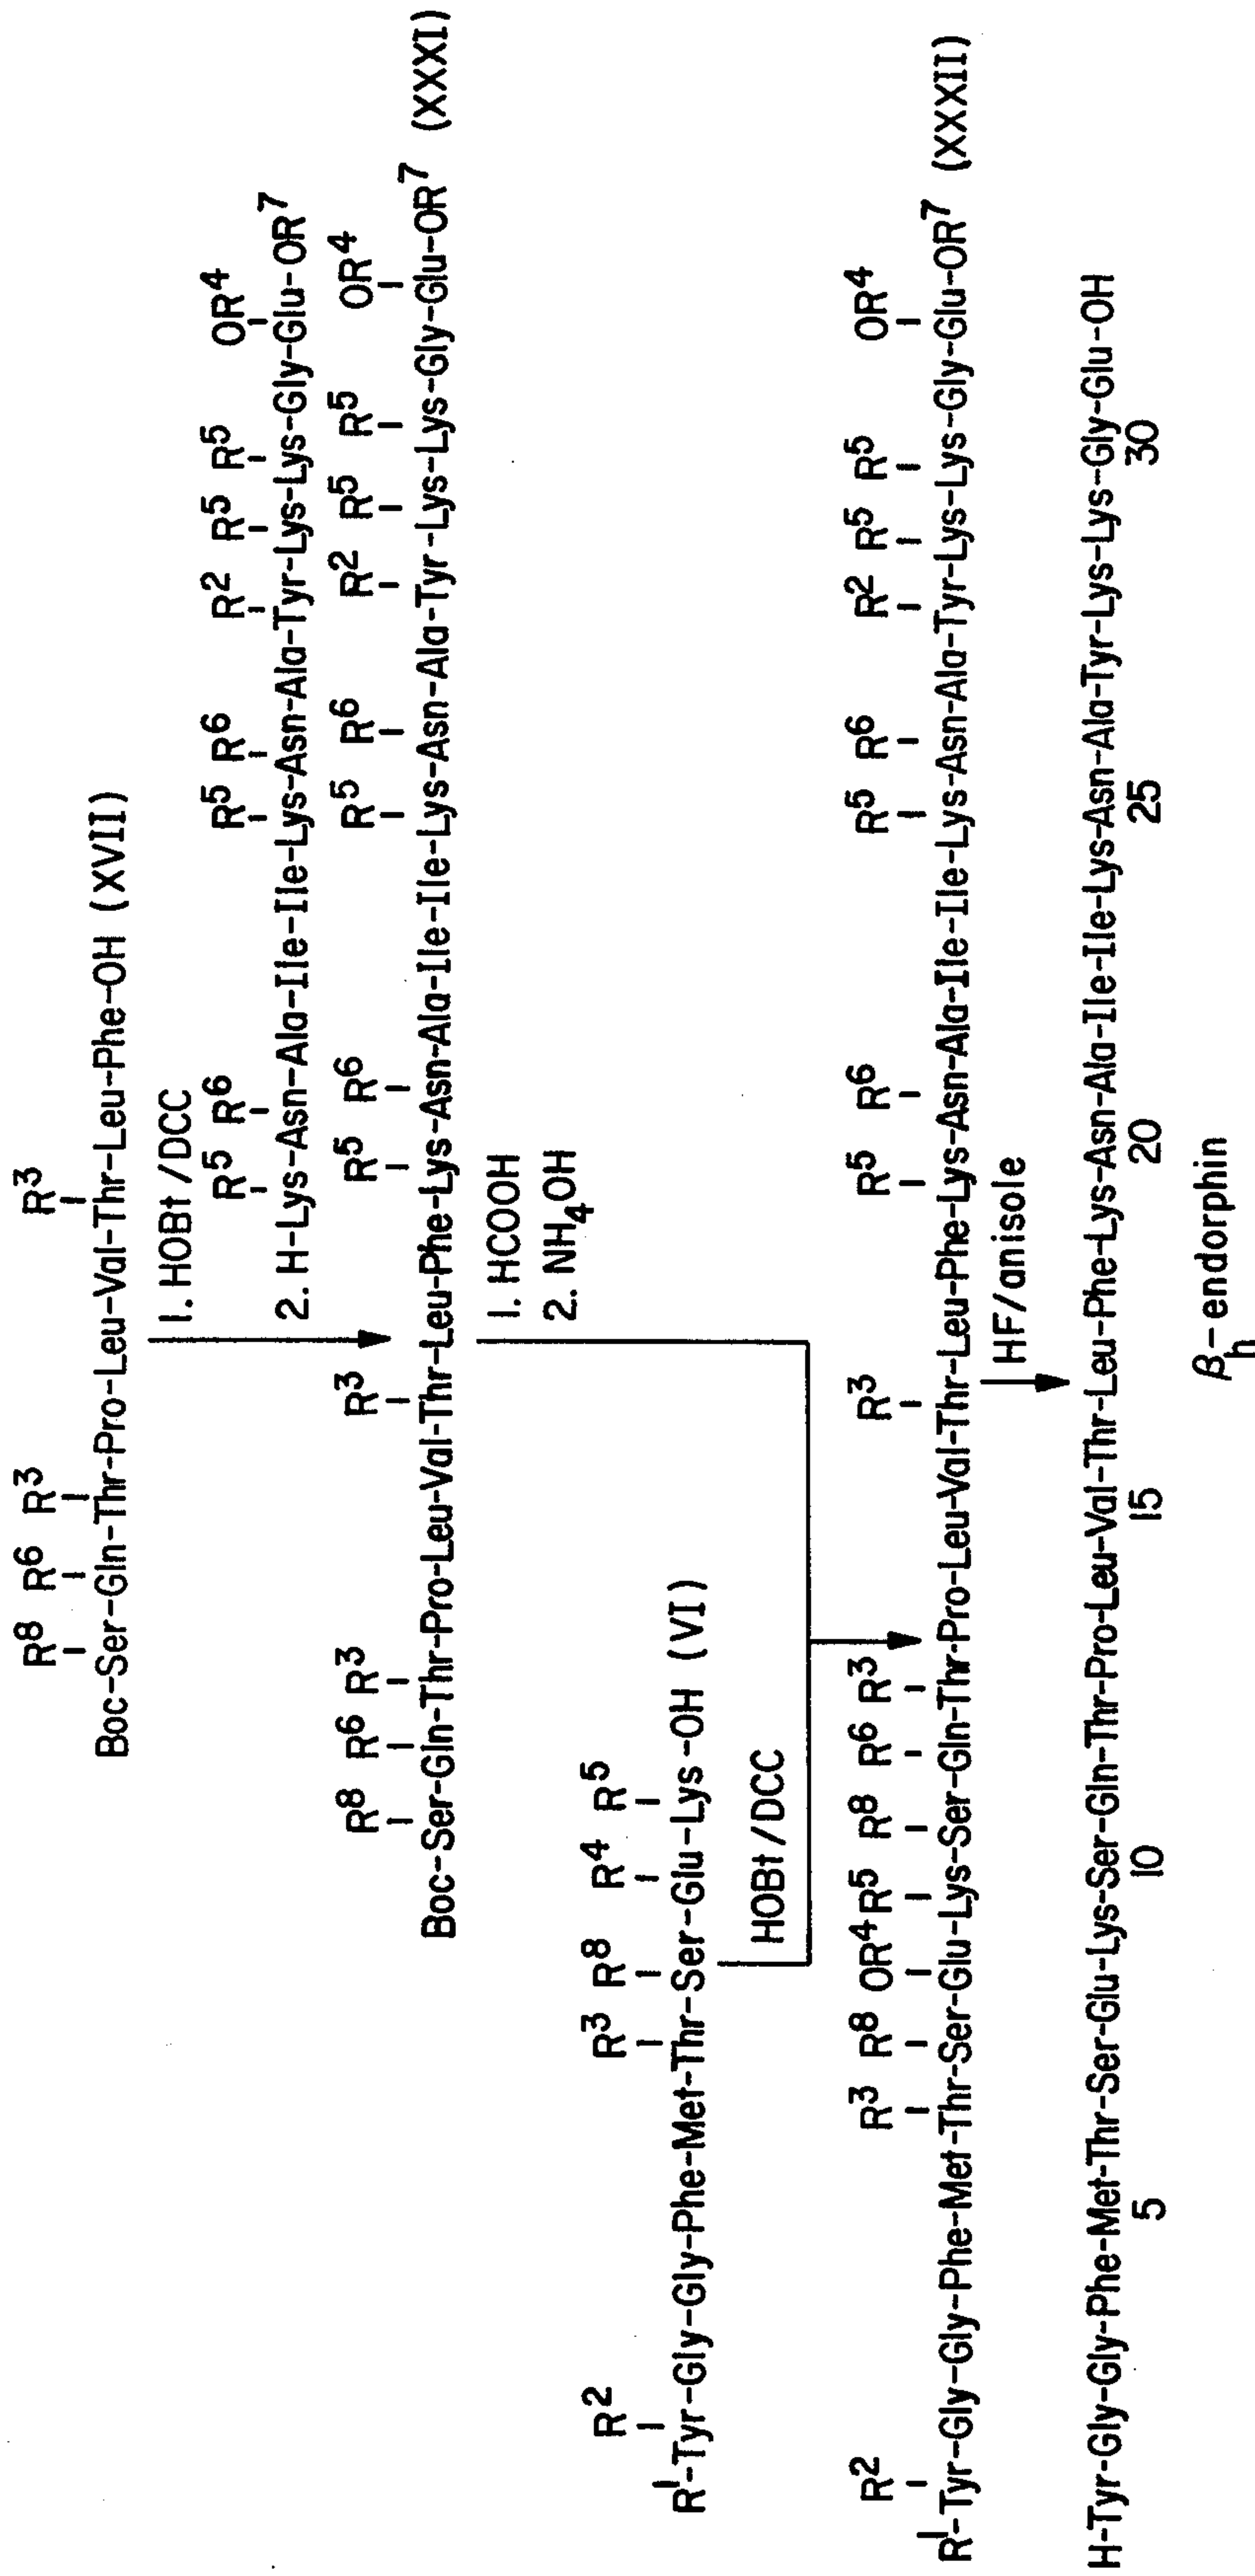 R8 R6 R3 R3
Boc-Ser-Gln-Thr-Pro-Leu-Val-Thr-Leu-Phe-OH (XVII)
1. HOBt/DCC
R5 R6 R5 R6 R2 R5 R5 OR4
2. H-Lys-Asn-Ala-Ile-Ile-Lys-Asn-Ala-Tyr-Lys-Lys-Gly-Glu-OR7
R8 R6 R3 R3 R5 R6 R5 R6 R2 R5 R5 OR4
Boc-Ser-Gln-Thr-Pro-Leu-Val-Thr-Leu-Phe-Lys-Asn-Ala-Ile-Ile-Lys-Asn-Ala-Tyr-Lys-Lys-Gly-Glu-OR7 (XXXI)
1. HCOOH
2. NH4OH
R2 R3 R8 R4 R5
R1-Tyr-Gly-Gly-Phe-Met-Thr-Ser-Glu-Lys-OH (VI)
HOBt/DCC
R2 R3 R8 OR4 R5 R8 R6 R3 R3 R5 R6 R5 R6 R2 R5 R5 OR4
R1-Tyr-Gly-Gly-Phe-Met-Thr-Ser-Glu-Lys-Ser-Gln-Thr-Pro-Leu-Val-Thr-Leu-Phe-Lys-Asn-Ala-Ile-Ile-Lys-Asn-Ala-Tyr-Lys-Lys-Gly-Glu-OR7 (XXXII)
HF/anisole
H-Tyr-Gly-Gly-Phe-Met-Thr-Ser-Glu-Lys-Ser-Gln-Thr-Pro-Leu-Val-Thr-Leu-Phe-Lys-Asn-Ala-Ile-Ile-Lys-Asn-Ala-Tyr-Lys-Lys-Gly-Glu-OH
5 10 15 20 25 30
βh-endorphin